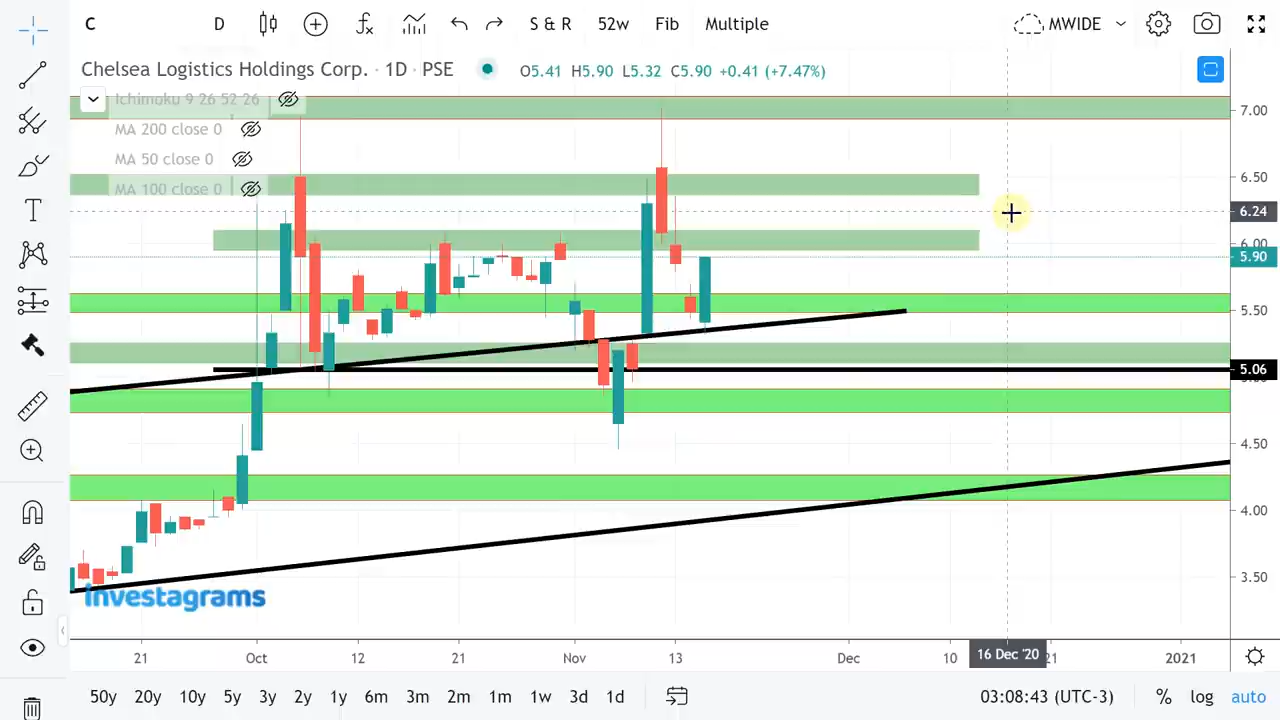 C D S & R 52w Fib Multiple MWIDE
Chelsea Logistics Holdings Corp. · 1D · PSE O5.41 H5.90 L5.32 C5.90 +0.41 (+7.47%)
Ichimoku 9 26 52 26
MA 200 close 0
MA 50 close 0
MA 100 close 0
7.00
6.50
6.24
6.00
5.90
5.50
5.06
4.50
4.00
3.50
Investagrams
21 Oct 12 21 Nov 13 Dec 10 16 Dec '20 21 2021
50y 20y 10y 5y 3y 2y 1y 6m 3m 2m 1m 1w 3d 1d 03:08:43 (UTC-3) % log auto